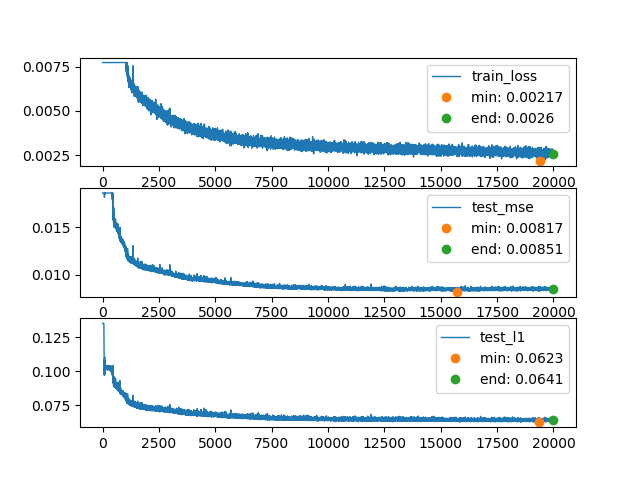 0.0075
0.0050
0.0025
train_loss
min: 0.00217
end: 0.0026
0 2500 5000 7500 10000 12500 15000 17500 20000
0.015
0.010
test_mse
min: 0.00817
end: 0.00851
0 2500 5000 7500 10000 12500 15000 17500 20000
0.125
0.100
0.075
test_l1
min: 0.0623
end: 0.0641
0 2500 5000 7500 10000 12500 15000 17500 20000